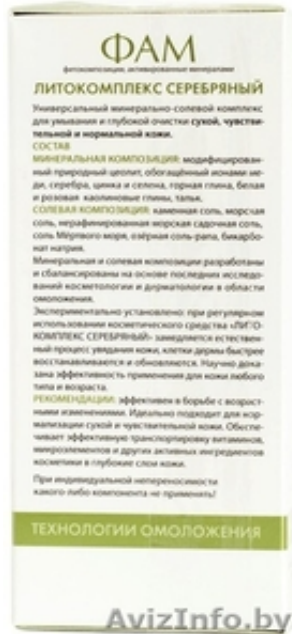 ФАМ
фитокомпозиции, активированные минералами
ЛИТОКОМПЛЕКС СЕРЕБРЯНЫЙ
Универсальный минерально-солевой комплекс
для умывания и глубокой очистки сухой, чувстви-
тельной и нормальной кожи.
СОСТАВ
МИНЕРАЛЬНАЯ КОМПОЗИЦИЯ: модифицирован-
ный природный цеолит, обогащённый ионами ме-
ди, серебра, цинка и селена, горная глина, белая
и розовая каолиновые глины, тальк.
СОЛЕВАЯ КОМПОЗИЦИЯ: каменная соль, морская
соль, нерафинированная морская садочная соль,
соль Мёртвого моря, озёрная соль-рапа, бикарбо-
нат натрия.
Минеральная и солевая композиции разработаны
и сбалансированы на основе последних исследо-
ваний косметологии и дерматологии в области
омоложения.
Экспериментально установлено: при регулярном
использовании косметического средства «ЛИТО-
КОМПЛЕКС СЕРЕБРЯНЫЙ» замедляется естествен-
ный процесс увядания кожи, клетки дермы быстрее
восстанавливаются и обновляются. Научно дока-
зана эффективность применения для кожи любого
типа и возраста.
РЕКОМЕНДАЦИИ: эффективен в борьбе с возраст-
ными изменениями. Идеально подходит для нор-
мализации сухой и чувствительной кожи. Обеспе-
чивает эффективную транспортировку витаминов,
микроэлементов и других активных ингредиентов
косметики в глубокие слои кожи.
При индивидуальной непереносимости
какого-либо компонента не применять!
ТЕХНОЛОГИИ ОМОЛОЖЕНИЯ
AvizInfo.by